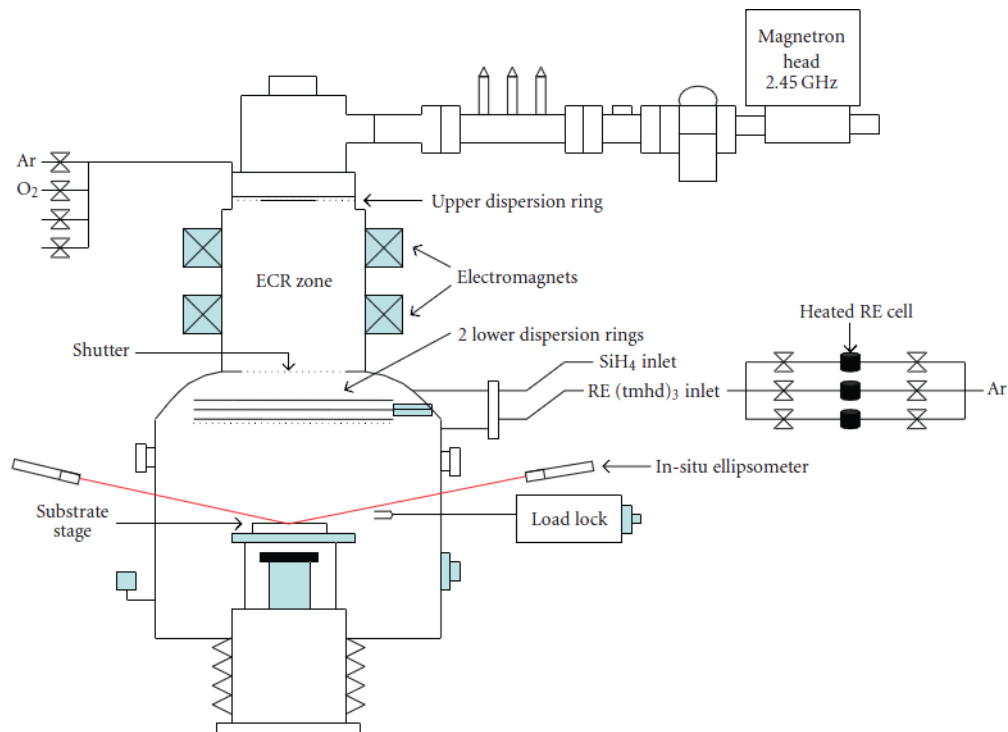 Magnetron
head
2.45 GHz
Ar
O₂
Upper dispersion ring
ECR zone
Electromagnets
Heated RE cell
2 lower dispersion rings
Shutter
SiH₄ inlet
RE (tmhd)₃ inlet
Ar
In-situ ellipsometer
Substrate
stage
Load lock